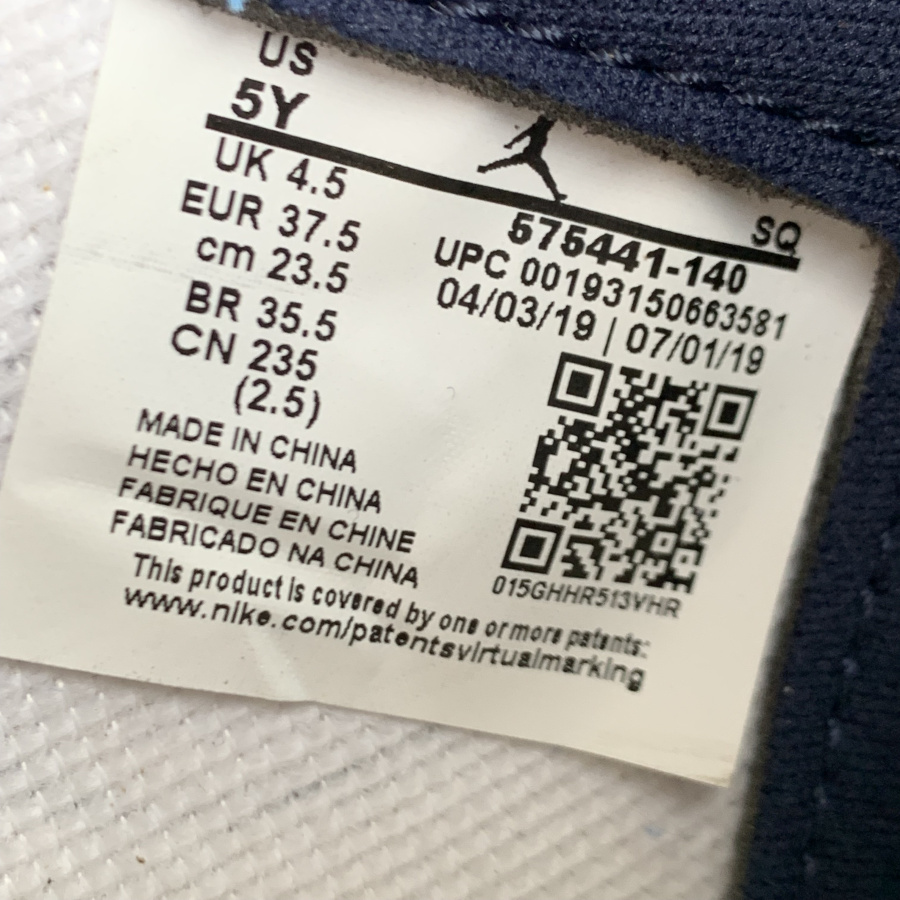 US
5Y
SQ
UK 4.5
EUR 37.5
cm 23.5
BR 35.5
CN 235
(2.5)
575441-140
UPC 00193150663581
04/03/19 | 07/01/19
MADE IN CHINA
HECHO EN CHINA
FABRIQUE EN CHINE
FABRICADO NA CHINA
015GHHR513VHR
This product is covered by one or more patents:
www.nike.com/patentsvirtualmarking